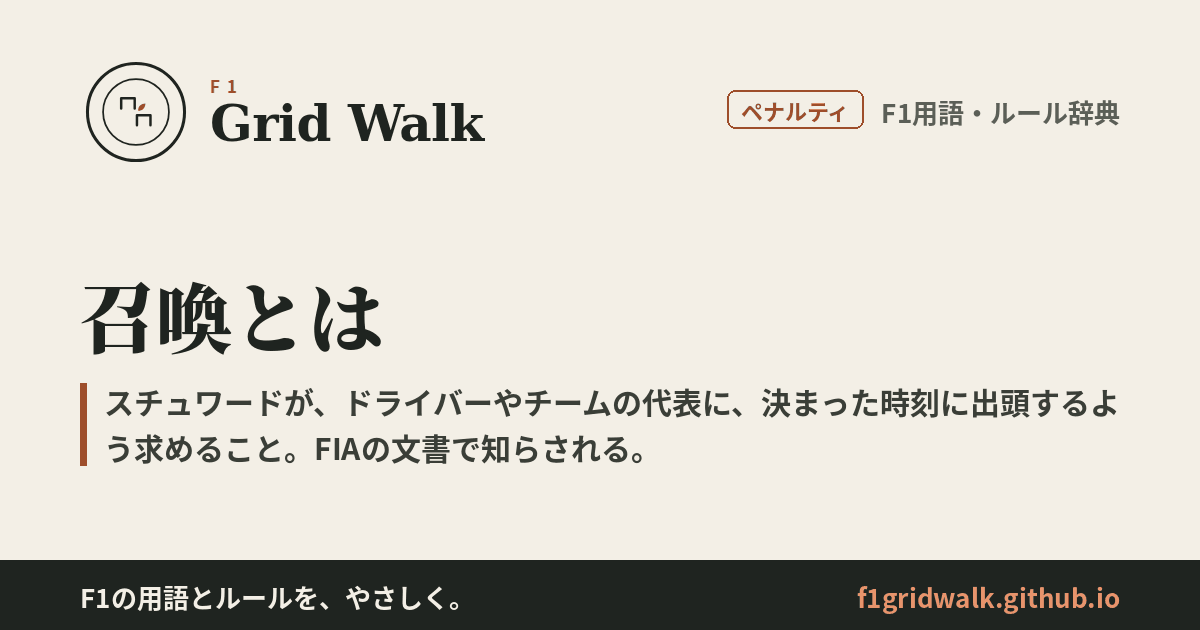 F1
Grid Walk
ペナルティ
F1用語・ルール辞典
召喚とは
スチュワードが、ドライバーやチームの代表に、決まった時刻に出頭するよ
う求めること。FIAの文書で知らされる。
F1の用語とルールを、やさしく。
f1gridwalk.github.io